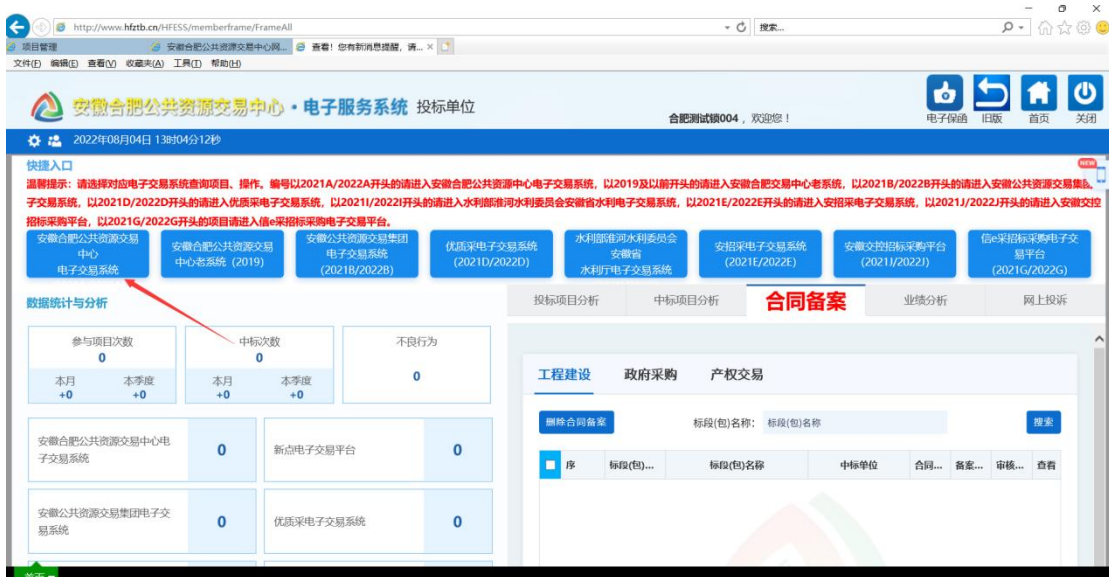 http://www.hfztb.cn/HFESS/memberframe/FrameAll
搜索...
项目管理
安徽合肥公共资源交易中心网...
查看！您有新消息提醒，请...
文件(F) 编辑(E) 查看(V) 收藏夹(A) 工具(T) 帮助(H)
安徽合肥公共资源交易中心·电子服务系统 投标单位
合肥测试锁004，欢迎您！
电子保函 旧版 首页 关闭
2022年08月04日 13时04分12秒
快捷入口
NEW
温馨提示：请选择对应电子交易系统查询项目、操作。编号以2021A/2022A开头的请进入安徽合肥公共资源中心电子交易系统，以2019及以前开头的请进入安徽合肥交易中心老系统，以2021B/2022B开头的请进入安徽公共资源交易集团
子交易系统，以2021D/2022D开头的请进入优质采电子交易系统，以2021I/2022I开头的请进入水利部淮河水利委员会安徽省水利电子交易系统，以2021E/2022E开头的请进入安招采电子交易系统，以2021J/2022J开头的请进入安徽交控
招标采购平台，以2021G/2022G开头的项目请进入信e采招标采购电子交易平台。
安徽合肥公共资源交易
中心
电子交易系统
安徽合肥公共资源交易
中心老系统（2019）
安徽公共资源交易集团
电子交易系统
（2021B/2022B）
优质采电子交易系统
（2021D/2022D）
水利部淮河水利委员会
安徽省
水利厅电子交易系统
安招采电子交易系统
（2021E/2022E）
安徽交控招标采购平台
（2021J/2022J）
信e采招标采购电子交
易平台
（2021G/2022G）
数据统计与分析
投标项目分析 中标项目分析 合同备案 业绩分析 网上投诉
参与项目次数
0
本月 本季度
+0 +0
中标次数
0
本月 本季度
+0 +0
不良行为
0
工程建设 政府采购 产权交易
删除合同备案 标段(包)名称： 标段(包)名称 搜索
序 标段(包)... 标段(包)名称 中标单位 合同... 备案... 审核... 查看
安徽合肥公共资源交易中心电
子交易系统
0
新点电子交易平台
0
安徽公共资源交易集团电子交
易系统
0
优质采电子交易系统
0
首页